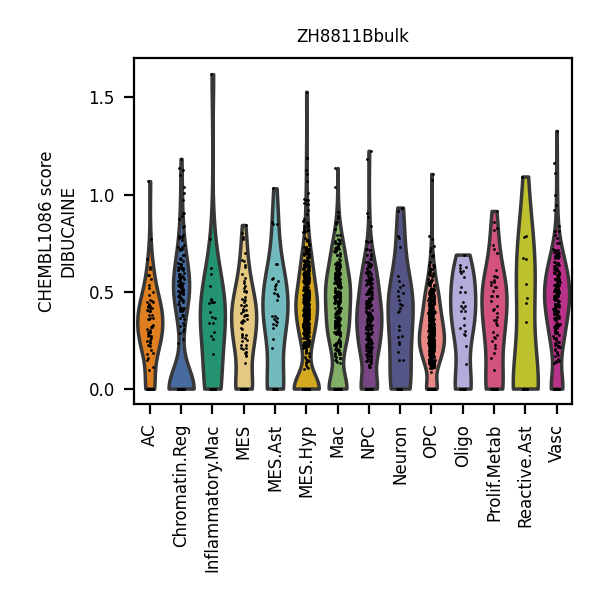 ZH8811Bbulk
CHEMBL1086 score
DIBUCAINE
1.5
1.0
0.5
0.0
AC
Chromatin.Reg
Inflammatory.Mac
MES
MES.Ast
MES.Hyp
Mac
NPC
Neuron
OPC
Oligo
Prolif.Metab
Reactive.Ast
Vasc